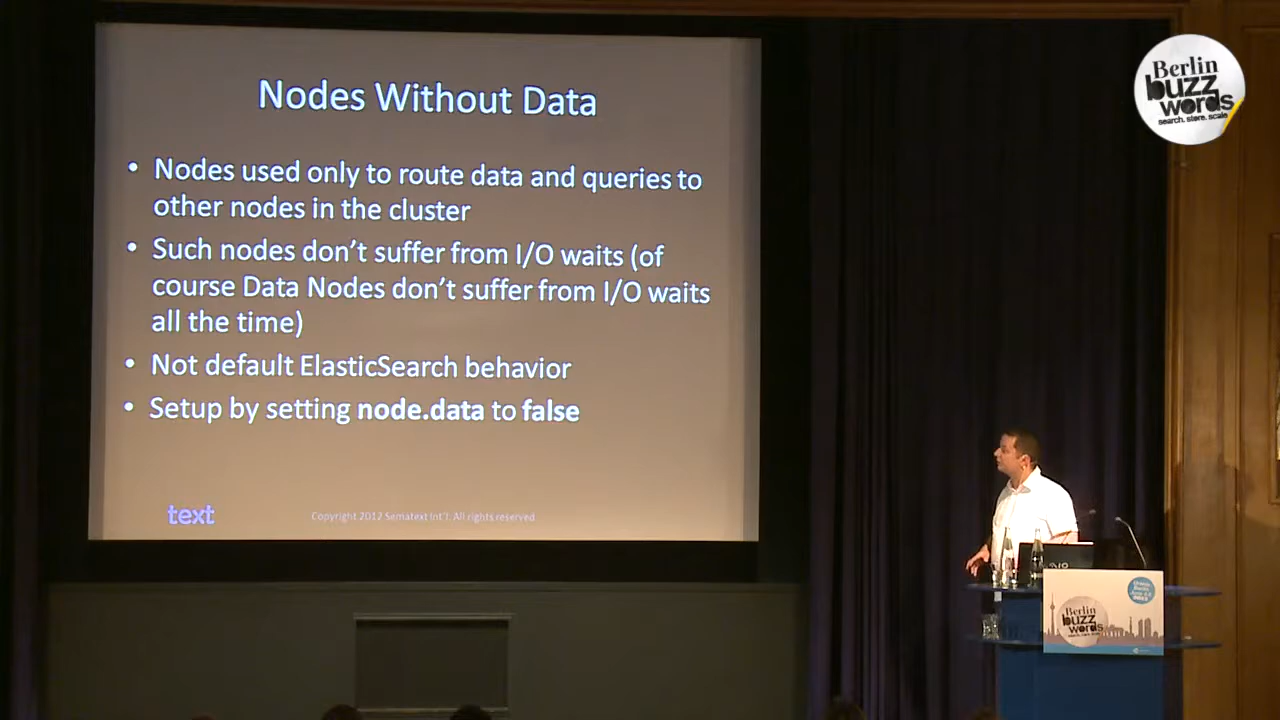 Nodes Without Data
• Nodes used only to route data and queries to
other nodes in the cluster
• Such nodes don't suffer from I/O waits (of
course Data Nodes don't suffer from I/O waits
all the time)
• Not default ElasticSearch behavior
• Setup by setting node.data to false
text
Copyright 2012 Sematext Int'l. All rights reserved
Berlin
buzz
words
search. store. scale
Berlin
buzz
words